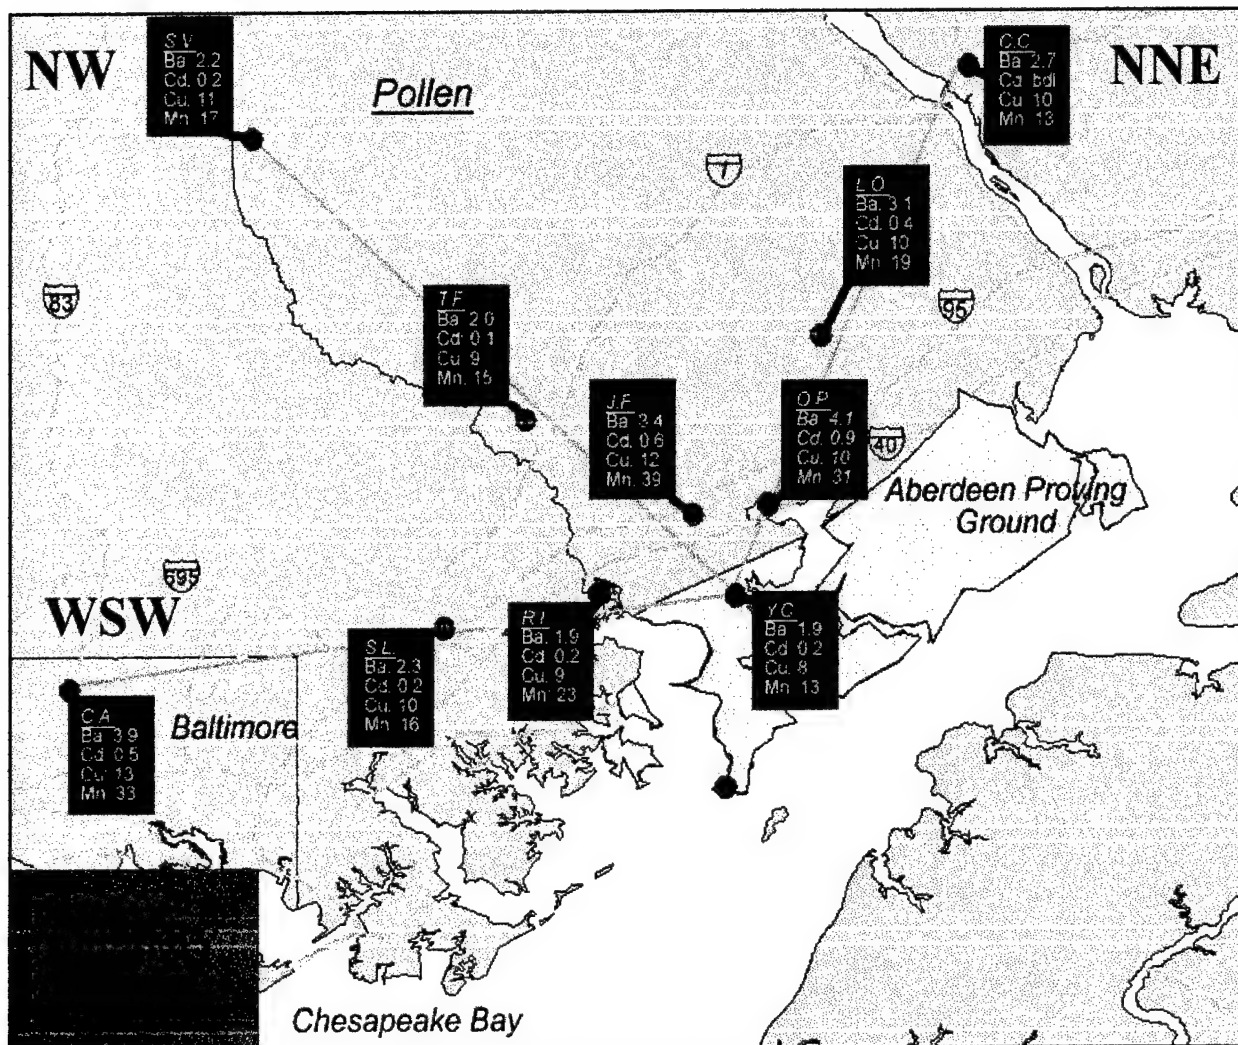 NW
S.V.
Ba 2.2
Cd. 0.2
Cu. 11
Mn. 17
Pollen
C.C
Ba 2.7
Cd. bdl
Cu 10
Mn. 13
NNE
1
L.O.
Ba. 3.1
Cd. 0.4
Cu. 10
Mn. 19
83
95
T.F.
Ba 2.0
Cd 0.1
Cu. 9
Mn. 15
J.F.
Ba 3.4
Cd. 0.6
Cu. 12
Mn. 39
O.P.
Ba 4.1
Cd. 0.9
Cu. 10
Mn. 31
40
Aberdeen Proving
Ground
695
WSW
S.L.
Ba. 2.3
Cd. 0.2
Cu. 10
Mn. 16
R.I.
Ba. 1.9
Cd 0.2
Cu. 9
Mn. 23
Y.C.
Ba 1.9
Cd. 0.2
Cu. 8
Mn. 13
C.A.
Ba 3.9
Cd 0.5
Cu. 13
Mn. 33
Baltimore
Chesapeake Bay